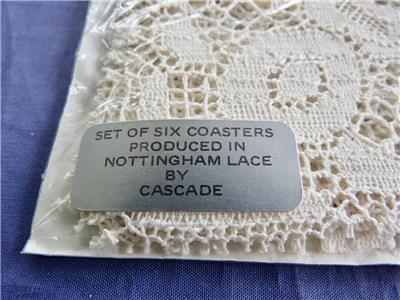 SET OF SIX COASTERS
PRODUCED IN
NOTTINGHAM LACE
BY
CASCADE